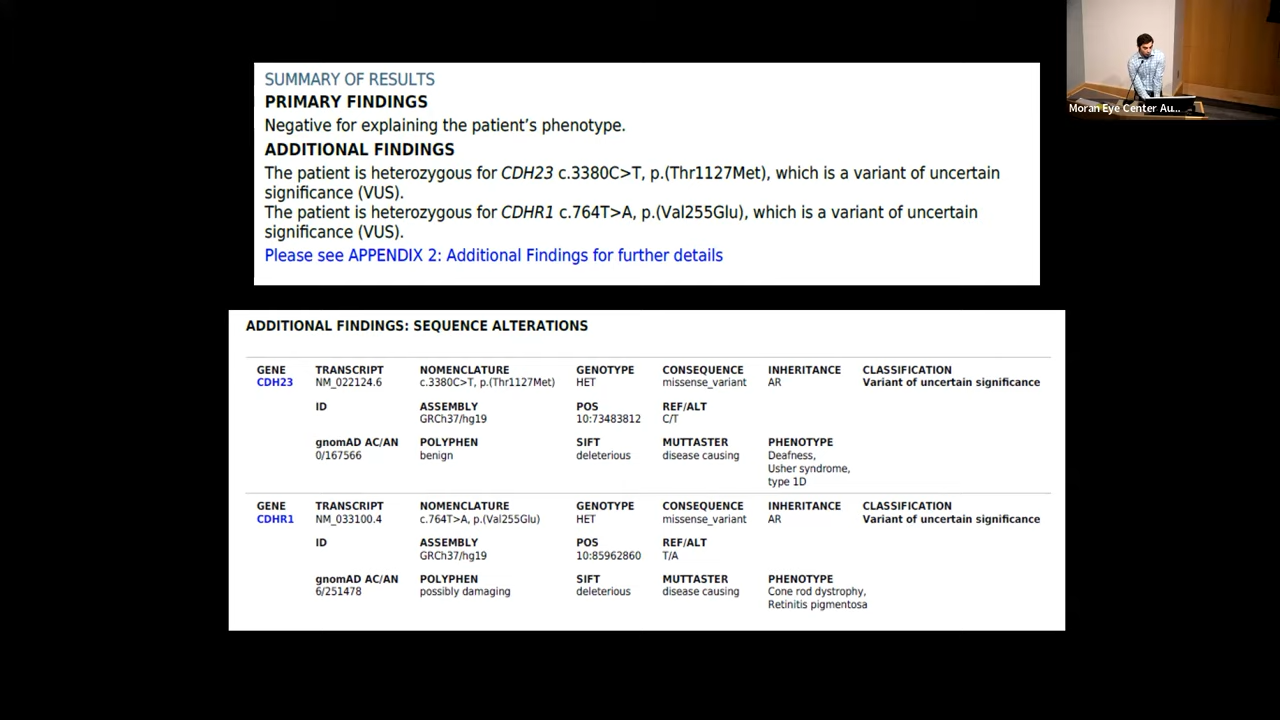 SUMMARY OF RESULTS
PRIMARY FINDINGS
Negative for explaining the patient's phenotype.
ADDITIONAL FINDINGS
The patient is heterozygous for CDH23 c.3380C>T, p.(Thr1127Met), which is a variant of uncertain
significance (VUS).
The patient is heterozygous for CDHR1 c.764T>A, p.(Val255Glu), which is a variant of uncertain
significance (VUS).
Please see APPENDIX 2: Additional Findings for further details
Moran Eye Center Au...
ADDITIONAL FINDINGS: SEQUENCE ALTERATIONS
GENE TRANSCRIPT NOMENCLATURE GENOTYPE CONSEQUENCE INHERITANCE CLASSIFICATION
CDH23 NM_022124.6 c.3380C>T, p.(Thr1127Met) HET missense_variant AR Variant of uncertain significance
ID ASSEMBLY POS REF/ALT
GRCh37/hg19 10:73483812 C/T
gnomAD AC/AN POLYPHEN SIFT MUTTASTER PHENOTYPE
0/167566 benign deleterious disease causing Deafness,
Usher syndrome,
type 1D
GENE TRANSCRIPT NOMENCLATURE GENOTYPE CONSEQUENCE INHERITANCE CLASSIFICATION
CDHR1 NM_033100.4 c.764T>A, p.(Val255Glu) HET missense_variant AR Variant of uncertain significance
ID ASSEMBLY POS REF/ALT
GRCh37/hg19 10:85962860 T/A
gnomAD AC/AN POLYPHEN SIFT MUTTASTER PHENOTYPE
6/251478 possibly damaging deleterious disease causing Cone rod dystrophy,
Retinitis pigmentosa